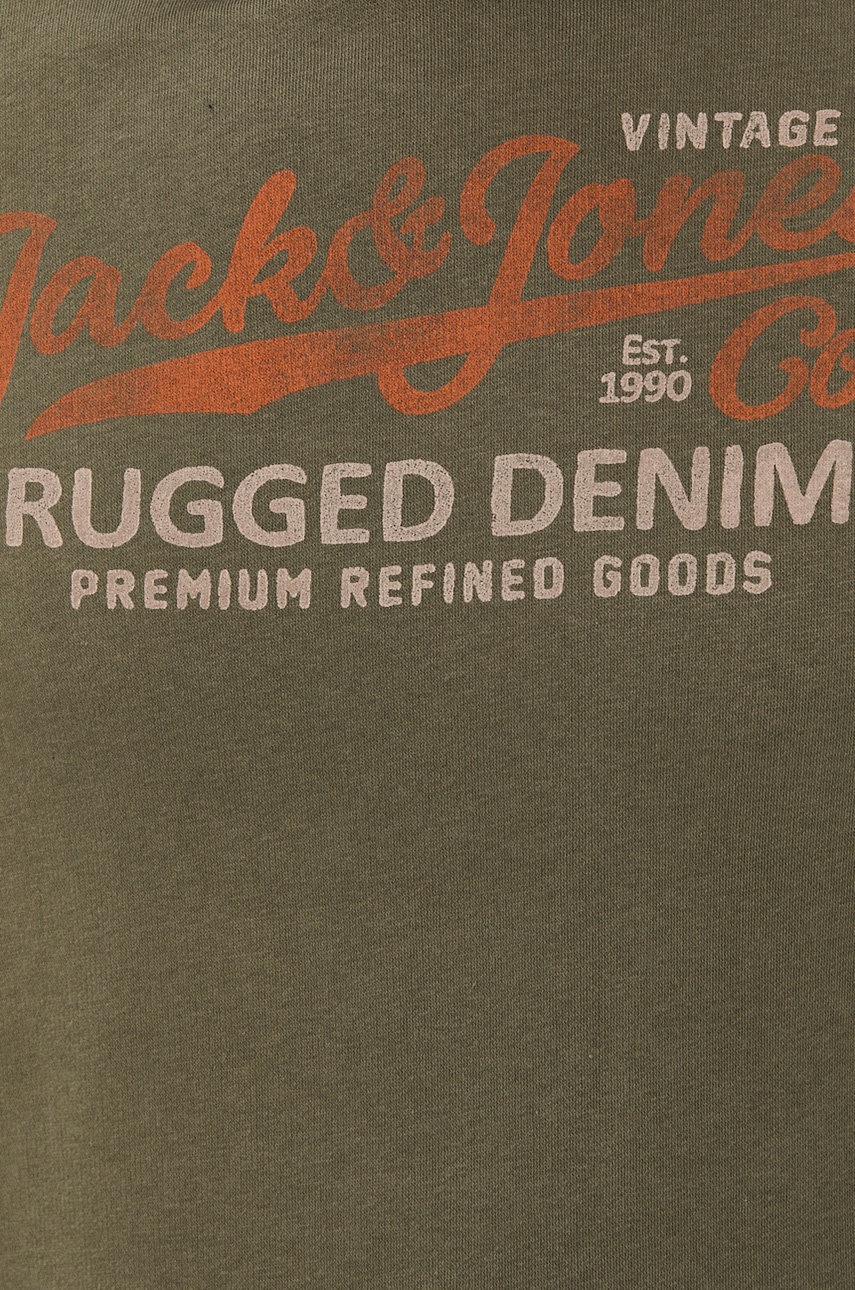 VINTAGE
Jack & Jones
EST.
1990
Co
RUGGED DENIM
PREMIUM REFINED GOODS